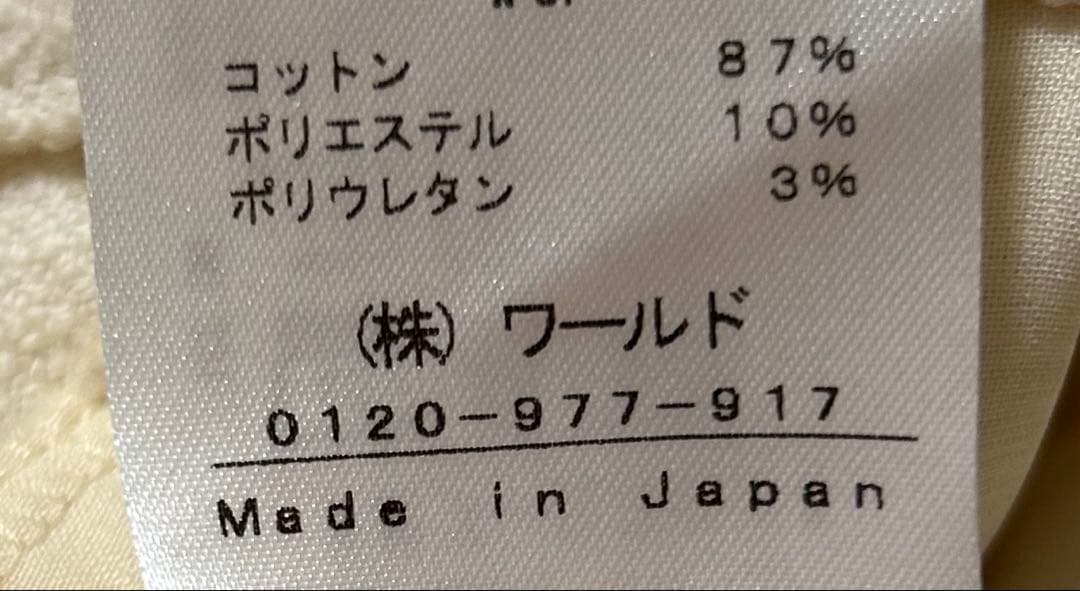 コットン 87%
ポリエステル 10%
ポリウレタン 3%
(株) ワールド
0120-977-917
Made in Japan